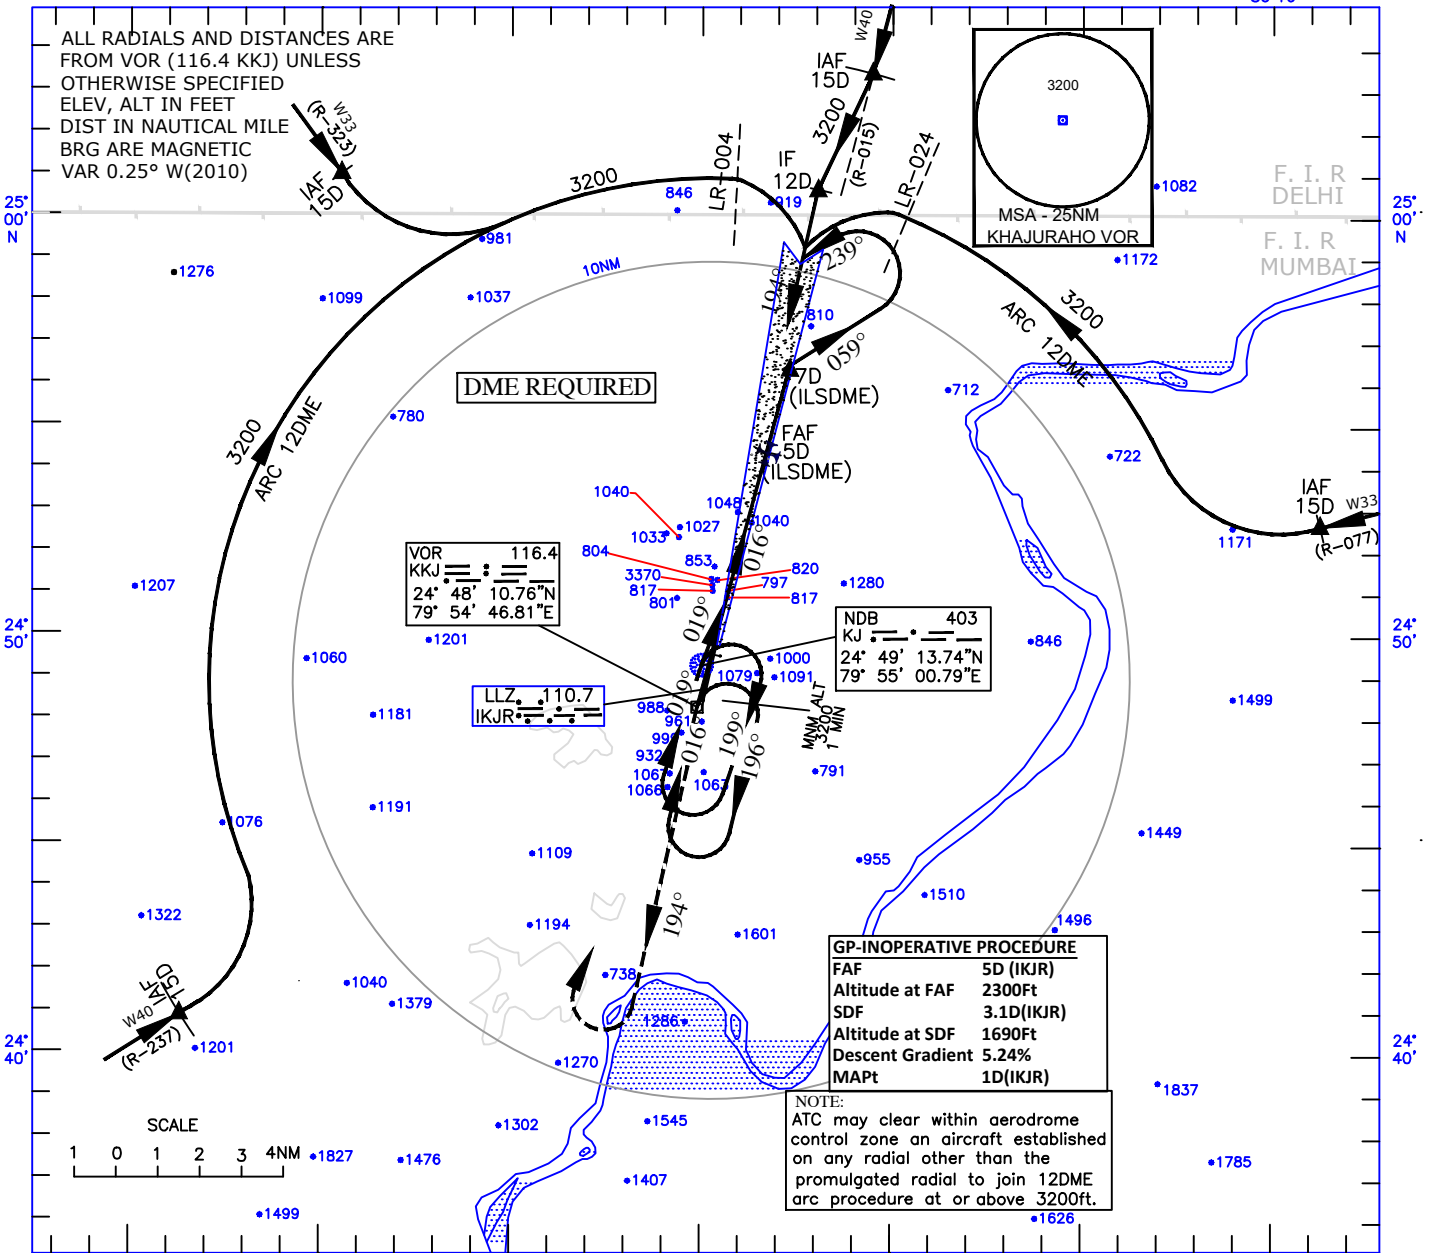 ALL RADIALS AND DISTANCES ARE
FROM VOR (116.4 KKJ) UNLESS
OTHERWISE SPECIFIED
ELEV, ALT IN FEET
DIST IN NAUTICAL MILE
BRG ARE MAGNETIC
VAR 0.25° W(2010)
W33
(R-323)
IAF
15D
3200
846
LR-004
W40
IAF
15D
3200
(R-015)
IF
12D
919
LR-024
3200
MSA - 25NM
KHAJURAHO VOR
1082
F. I. R
DELHI
F. I. R
MUMBAI
25°
00'
N
25°
00'
N
981
1276
1099
1037
10NM
194°
239°
810
059°
1172
3200
ARC 12DME
DME REQUIRED
7D
(ILSDME)
712
780
3200
ARC 12DME
FAF
5D
(ILSDME)
722
IAF
15D
W33
(R-077)
1171
1040
1048
1040
1027
1033
016°
804
853
820
3370
797
817
817
801
1280
VOR 116.4
KKJ
24° 48' 10.76"N
79° 54' 46.81"E
1207
1201
1060
019°
NDB 403
KJ
24° 49' 13.74"N
79° 55' 00.79"E
846
24°
50'
24°
50'
1000
1079
1091
LLZ 110.7
IKJR
1181
988
961
019°
016°
199°
196°
MNM ALT
3200
1 MIN
1499
932
1067
1066
1063
791
1191
1076
1109
955
1449
1510
1322
1194
194°
1601
1496
738
1040
1379
IAF
15D
W40
(R-237)
1201
1286
1270
GP-INOPERATIVE PROCEDURE
FAF 5D (IKJR)
Altitude at FAF 2300Ft
SDF 3.1D(IKJR)
Altitude at SDF 1690Ft
Descent Gradient 5.24%
MAPt 1D(IKJR)
24°
40'
24°
40'
1837
NOTE:
ATC may clear within aerodrome
control zone an aircraft established
on any radial other than the
promulgated radial to join 12DME
arc procedure at or above 3200ft.
SCALE
1 0 1 2 3 4NM
1827
1476
1302
1545
1407
1785
1499
1626